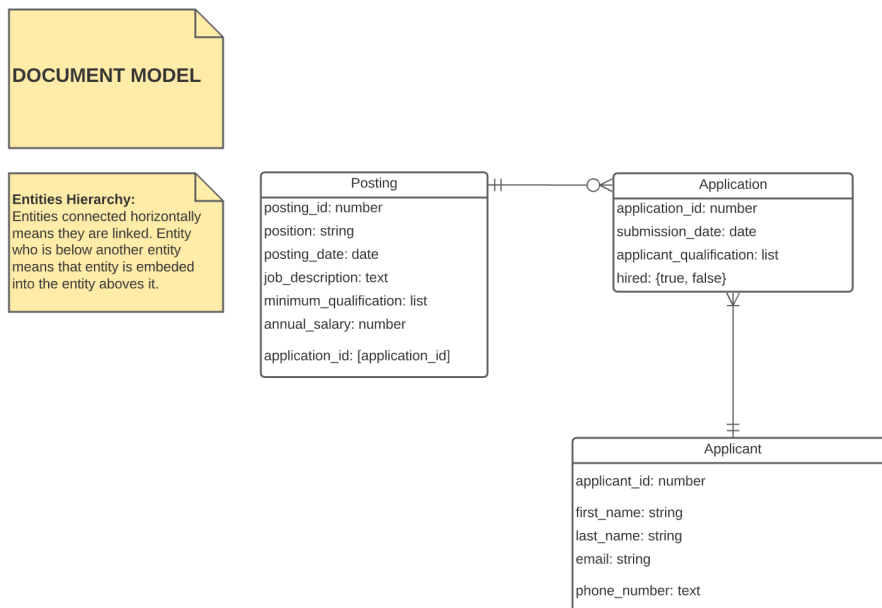 DOCUMENT MODEL
Entities Hierarchy:
Entities connected horizontally
means they are linked. Entity
who is below another entity
means that entity is embeded
into the entity aboves it.
Posting
posting_id: number
position: string
posting_date: date
job_description: text
minimum_qualification: list
annual_salary: number
application_id: [application_id]
Application
application_id: number
submission_date: date
applicant_qualification: list
hired: {true, false}
Applicant
applicant_id: number
first_name: string
last_name: string
email: string
phone_number: text